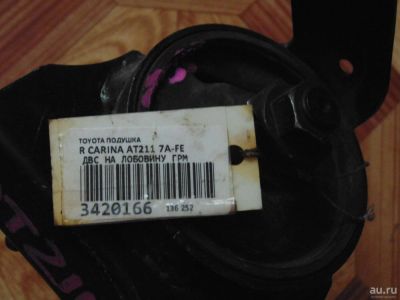 TOYOTA ПОДУШКА
R CARINA AT211 7A-FE
ДВС НА ЛОБОВИНУ ГРМ
3420166 136 252
au.ru